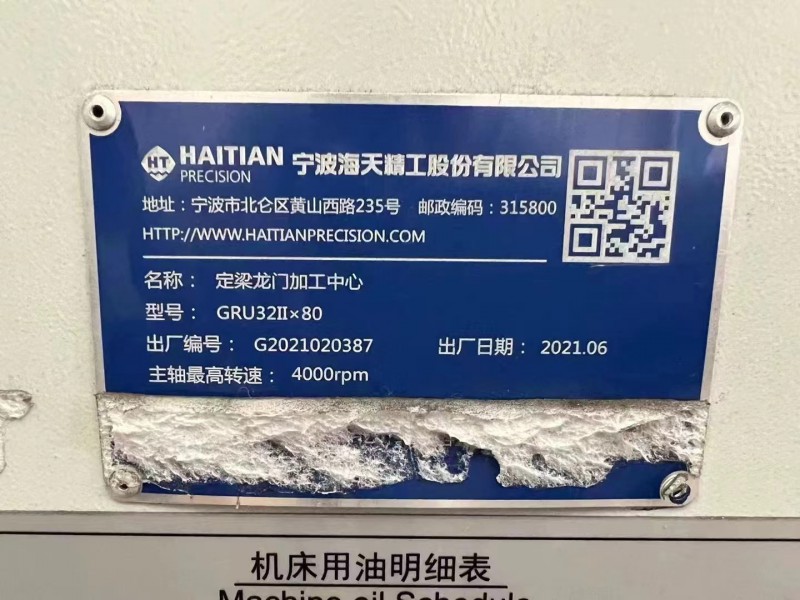 HT HAITIAN PRECISION 宁波海天精工股份有限公司
地址：宁波市北仑区黄山西路235号 邮政编码：315800
HTTP://WWW.HAITIANPRECISION.COM
名称： 定梁龙门加工中心
型号： GRU32II×80
出厂编号： G2021020387 出厂日期： 2021.06
主轴最高转速： 4000rpm
机床用油明细表
Machine oil Schedule